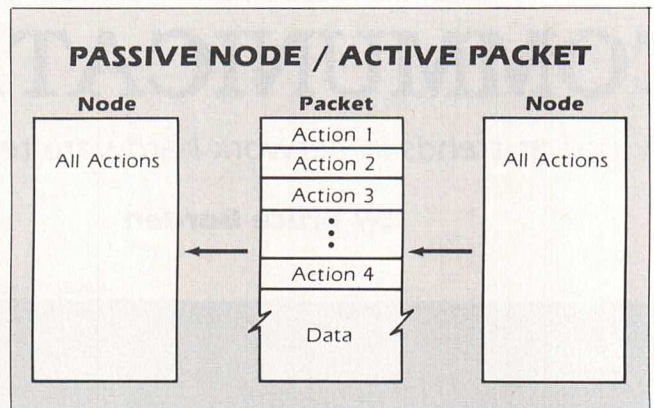 PASSIVE NODE / ACTIVE PACKET
Node Packet Node
All Actions Action 1 All Actions
Action 2
Action 3
⋮
Action 4
Data